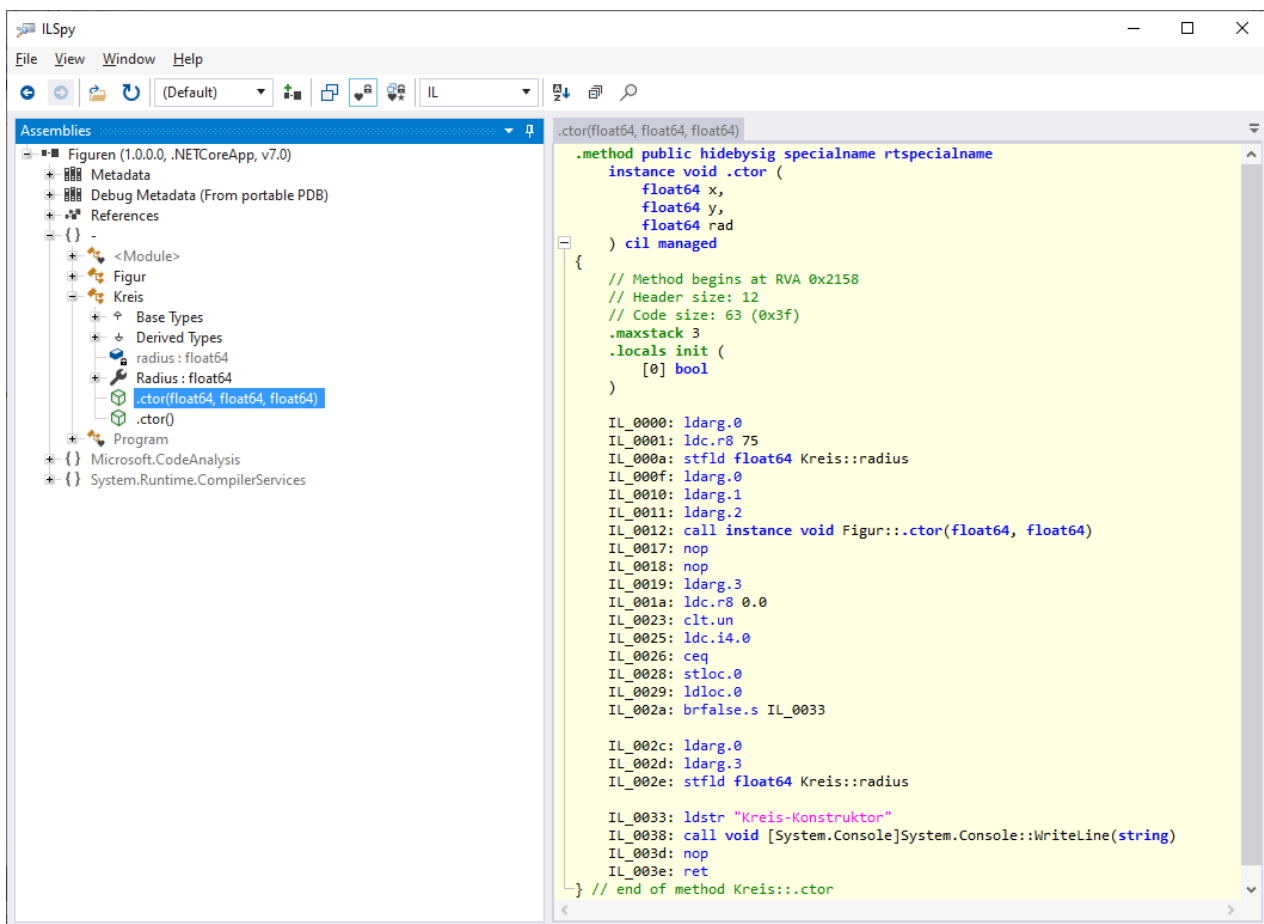 ILSpy
File View Window Help
(Default) IL
Assemblies
Figuren (1.0.0.0, .NETCoreApp, v7.0)
Metadata
Debug Metadata (From portable PDB)
References
{} -
<Module>
Figur
Kreis
Base Types
Derived Types
radius : float64
Radius : float64
.ctor(float64, float64, float64)
.ctor()
Program
{} Microsoft.CodeAnalysis
{} System.Runtime.CompilerServices
.ctor(float64, float64, float64)
.method public hidebysig specialname rtspecialname
instance void .ctor (
float64 x,
float64 y,
float64 rad
) cil managed
{
// Method begins at RVA 0x2158
// Header size: 12
// Code size: 63 (0x3f)
.maxstack 3
.locals init (
[0] bool
)
IL_0000: ldarg.0
IL_0001: ldc.r8 75
IL_000a: stfld float64 Kreis::radius
IL_000f: ldarg.0
IL_0010: ldarg.1
IL_0011: ldarg.2
IL_0012: call instance void Figur::.ctor(float64, float64)
IL_0017: nop
IL_0018: nop
IL_0019: ldarg.3
IL_001a: ldc.r8 0.0
IL_0023: clt.un
IL_0025: ldc.i4.0
IL_0026: ceq
IL_0028: stloc.0
IL_0029: ldloc.0
IL_002a: brfalse.s IL_0033
IL_002c: ldarg.0
IL_002d: ldarg.3
IL_002e: stfld float64 Kreis::radius
IL_0033: ldstr "Kreis-Konstruktor"
IL_0038: call void [System.Console]System.Console::WriteLine(string)
IL_003d: nop
IL_003e: ret
} // end of method Kreis::.ctor